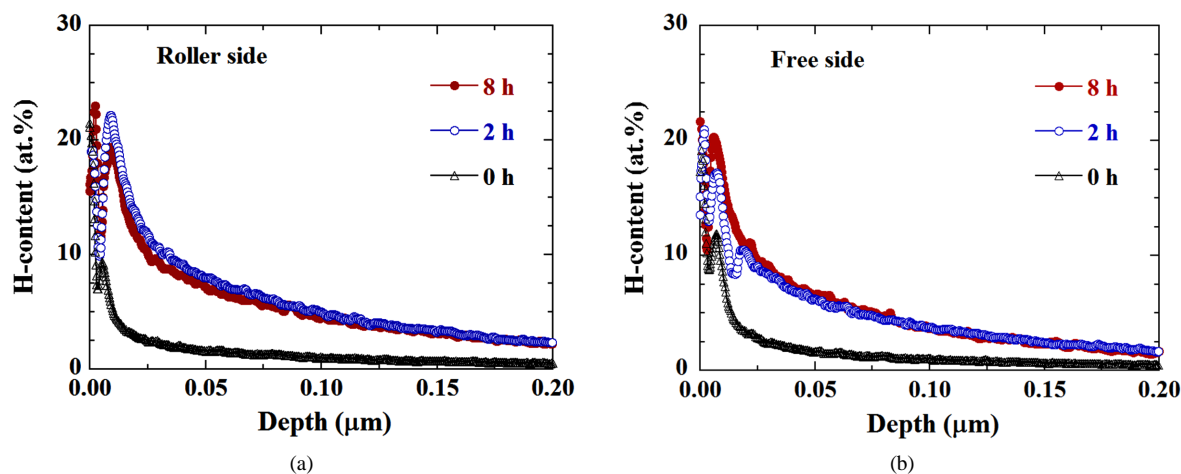 30
20
10
0
H-content (at.%)
Roller side
8 h
2 h
0 h
0.00 0.05 0.10 0.15 0.20
Depth (μm)
(a)
30
20
10
0
H-content (at.%)
Free side
8 h
2 h
0 h
0.00 0.05 0.10 0.15 0.20
Depth (μm)
(b)